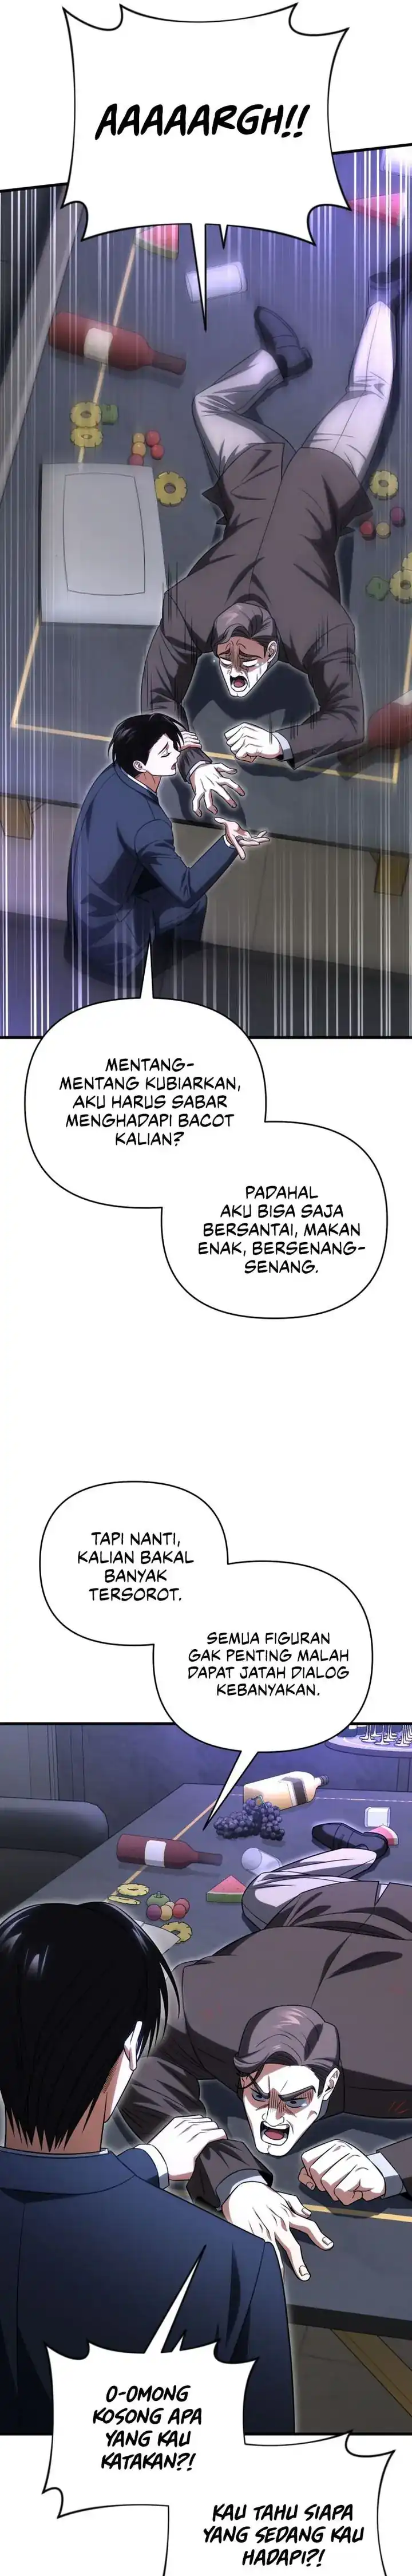 AAAAARGH!!
MENTANG-
MENTANG KUBIARKAN,
AKU HARUS SABAR
MENGHADAPI BACOT
KALIAN?
PADAHAL
AKU BISA SAJA
BERSANTAI, MAKAN
ENAK, BERSENANG-
SENANG.
TAPI NANTI,
KALIAN BAKAL
BANYAK
TERSOROT.
SEMUA FIGURAN
GAK PENTING MALAH
DAPAT JATAH DIALOG
KEBANYAKAN.
O-OMONG
KOSONG APA
YANG KAU
KATAKAN?!
KAU TAHU SIAPA
YANG SEDANG KAU
HADAPI?!